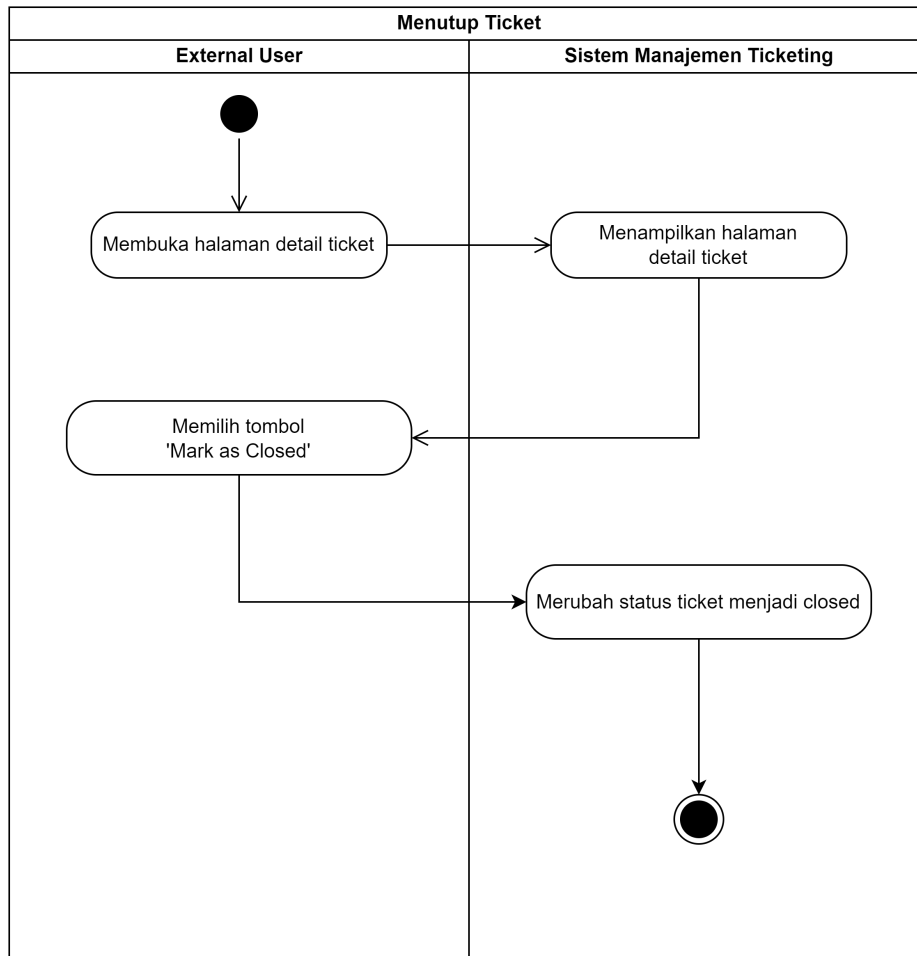 Menutup Ticket
External User
Sistem Manajemen Ticketing
Membuka halaman detail ticket
Menampilkan halaman
detail ticket
Memilih tombol
'Mark as Closed'
Merubah status ticket menjadi closed